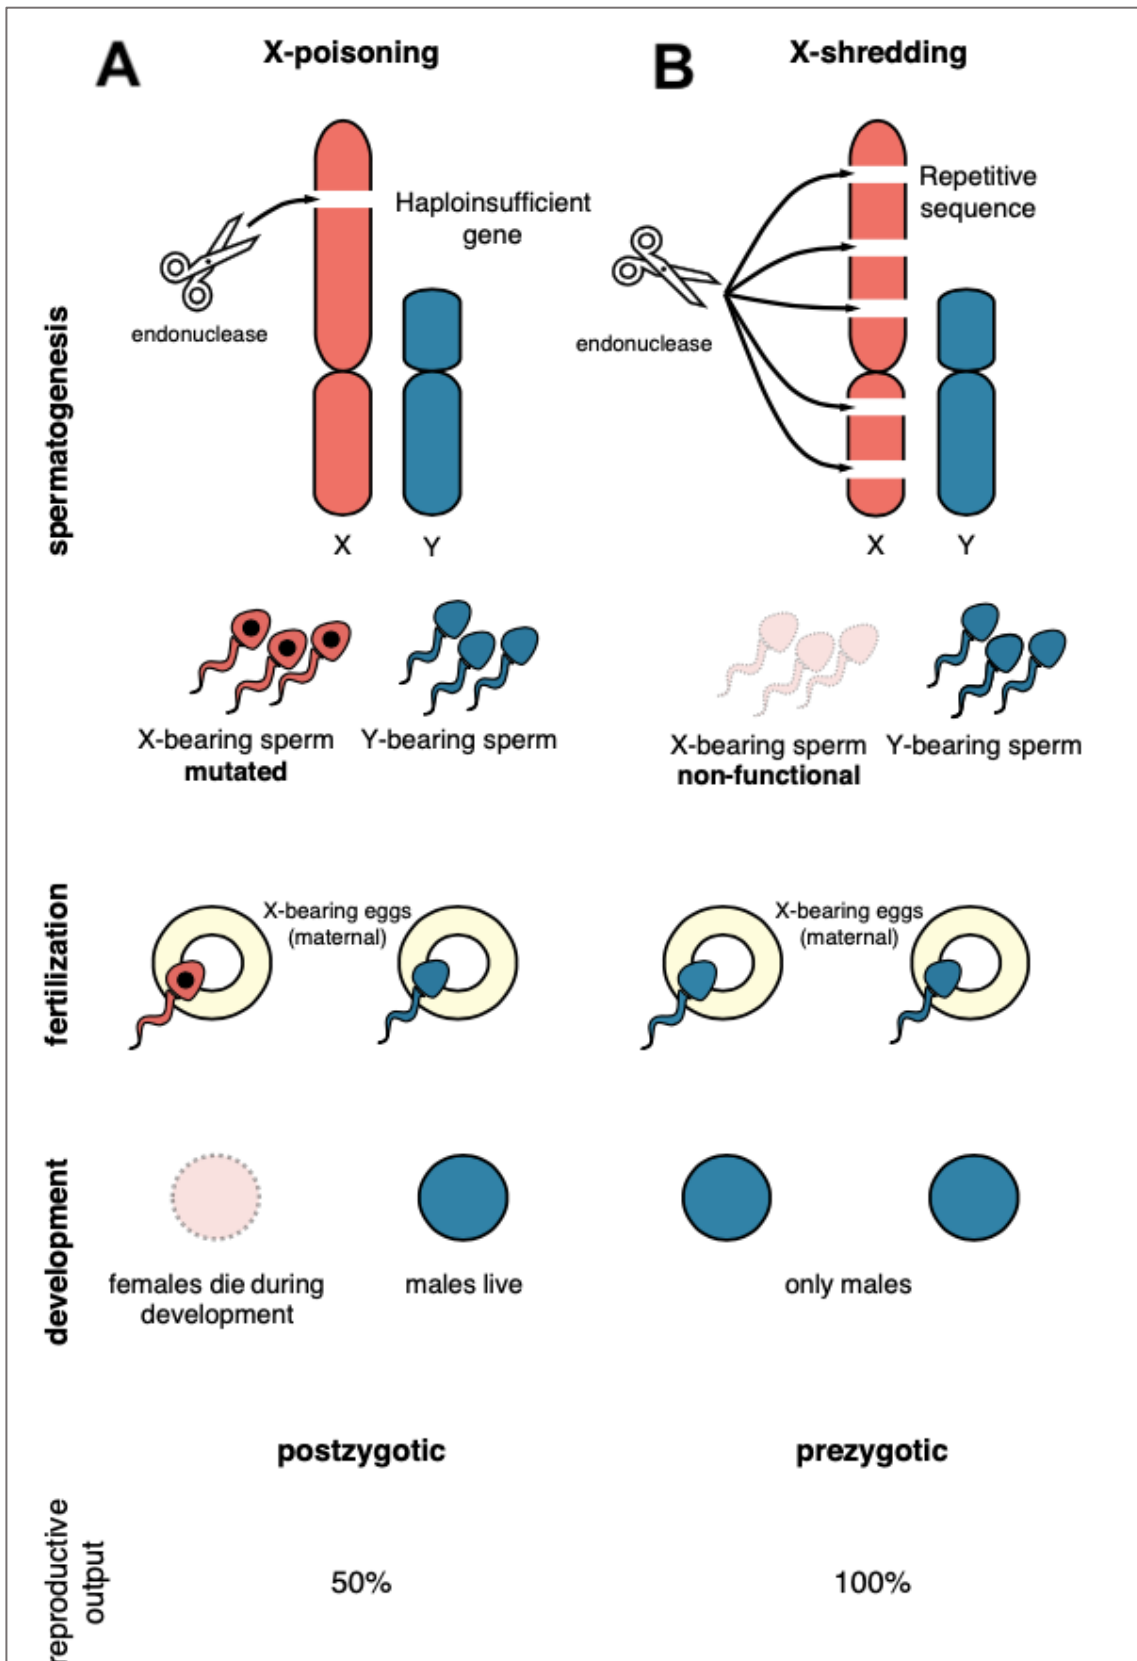 A
X-poisoning
Haploinsufficient
gene
endonuclease
X
Y
X-bearing sperm
mutated
Y-bearing sperm
X-bearing eggs
(maternal)
females die during
development
males live
postzygotic
50%
B
X-shredding
Repetitive
sequence
endonuclease
X
Y
X-bearing sperm
non-functional
Y-bearing sperm
X-bearing eggs
(maternal)
only males
prezygotic
100%
spermatogenesis
fertilization
development
reproductive
output